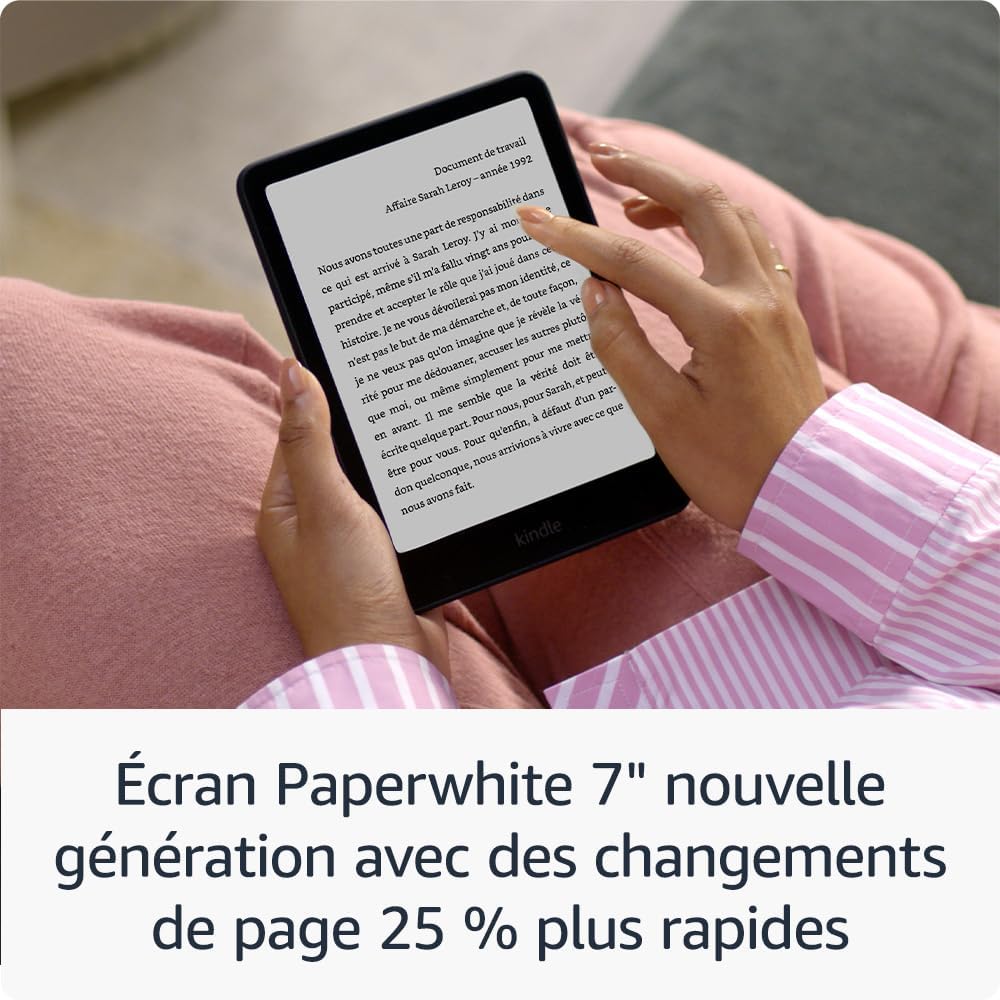 Document de travail
Affaire Sarah Leroy – année 1992
Nous avons toutes une part de responsabilité dans
ce qui est arrivé à Sarah Leroy. J'y ai
participé, même s'il m'a fallu vingt ans
prendre et accepter le rôle que j'ai joué dans ce
histoire. Je ne vous dévoilerai pas mon identité, ce
n'est pas le but de ma démarche et, de toute façon,
je ne veux pas qu'on imagine que je révèle la
rité pour me dédouaner, accuser les autres
que moi, ou même simplement pour me
en avant. Il me semble que la vérité doit
écrite quelque part. Pour nous, pour Sarah, et
être pour vous. Pour qu'enfin, à défaut d'un par-
don quelconque, nous arrivions à vivre avec ce que
nous avons fait.
kindle
Écran Paperwhite 7" nouvelle
génération avec des changements
de page 25 % plus rapides